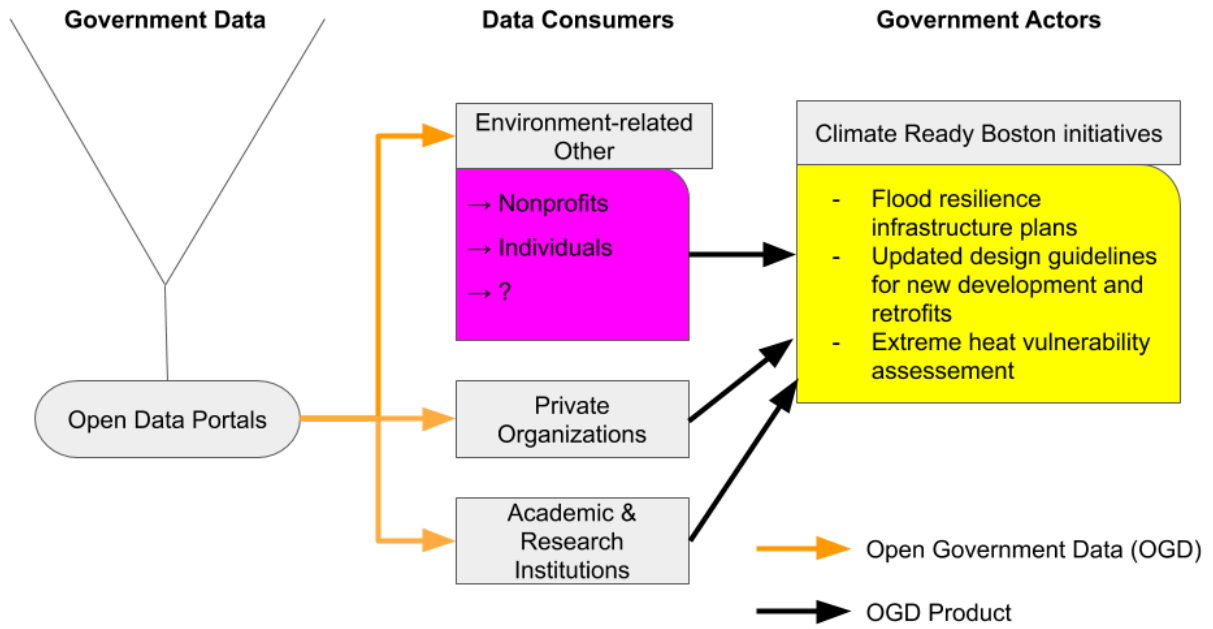 Government Data
Data Consumers
Government Actors
Environment-related
Other
→ Nonprofits
→ Individuals
→ ?
Climate Ready Boston initiatives
- Flood resilience
infrastructure plans
- Updated design guidelines
for new development and
retrofits
- Extreme heat vulnerability
assessement
Open Data Portals
Private
Organizations
Academic &
Research
Institutions
Open Government Data (OGD)
OGD Product